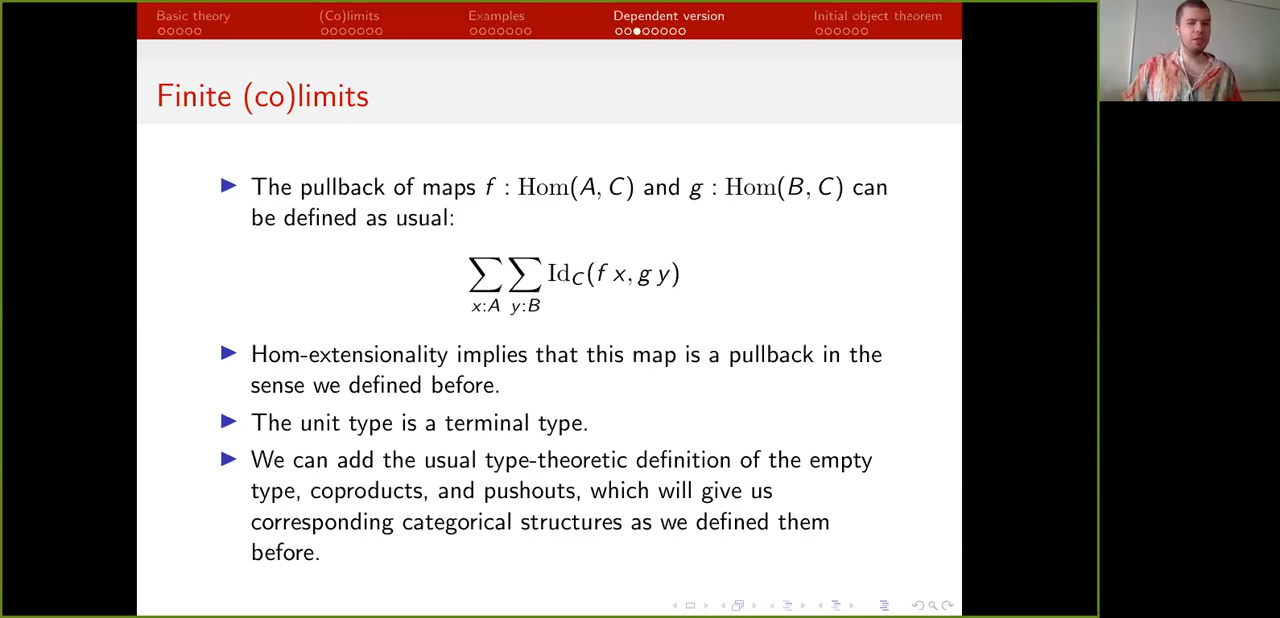 Basic theory (Co)limits Examples Dependent version Initial object theorem
Finite (co)limits
▶ The pullback of maps f : Hom(A, C) and g : Hom(B, C) can
be defined as usual:
∑ ∑ Id_C(f x, g y)
x:A y:B
▶ Hom-extensionality implies that this map is a pullback in the
sense we defined before.
▶ The unit type is a terminal type.
▶ We can add the usual type-theoretic definition of the empty
type, coproducts, and pushouts, which will give us
corresponding categorical structures as we defined them
before.